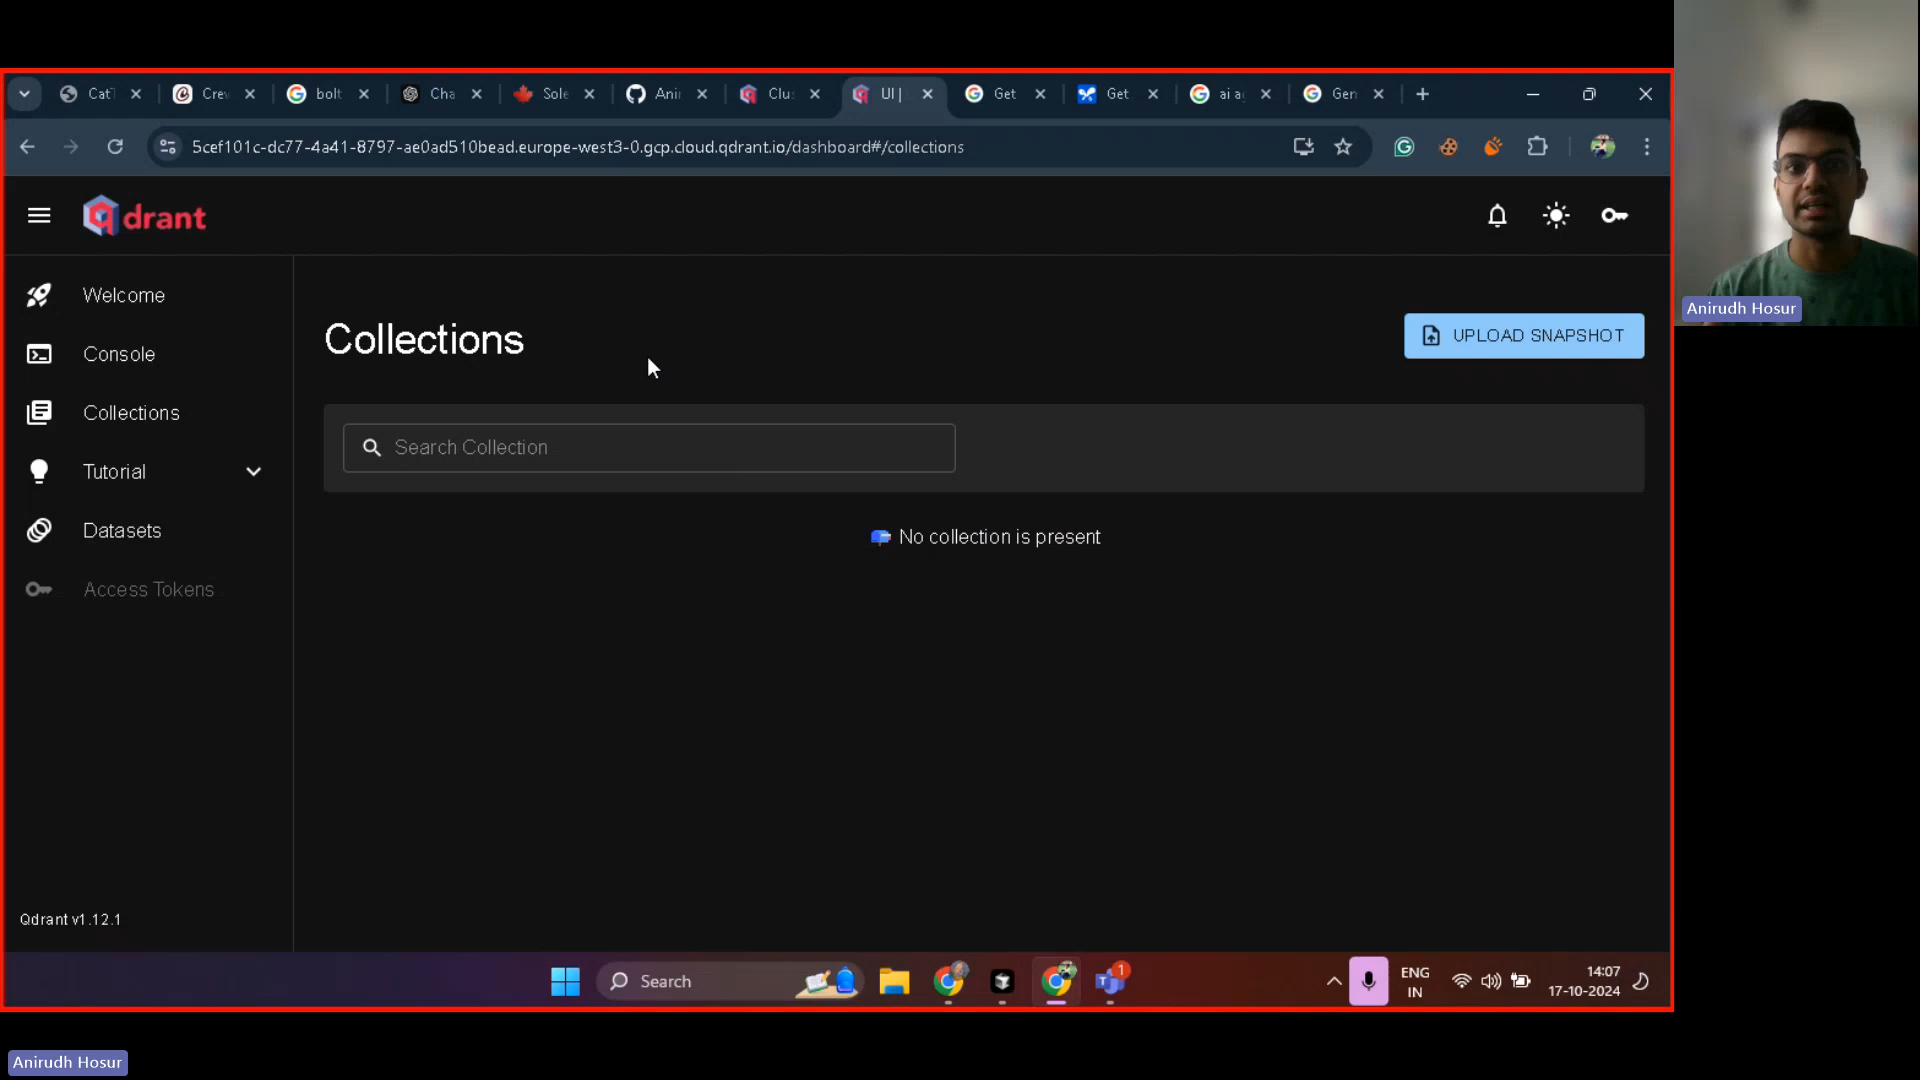 Cat
Cre
bolt
Cha
Sole
Ani
Clu
UI |
Get
Get
ai a
Gen
5cef101c-dc77-4a41-8797-ae0ad510bead.europe-west3-0.gcp.cloud.qdrant.io/dashboard#/collections
qdrant
Welcome
Console
Collections
Tutorial
Datasets
Access Tokens
Qdrant v1.12.1
Collections
UPLOAD SNAPSHOT
Search Collection
No collection is present
Anirudh Hosur
Search
1
ENG
IN
14:07
17-10-2024
Anirudh Hosur